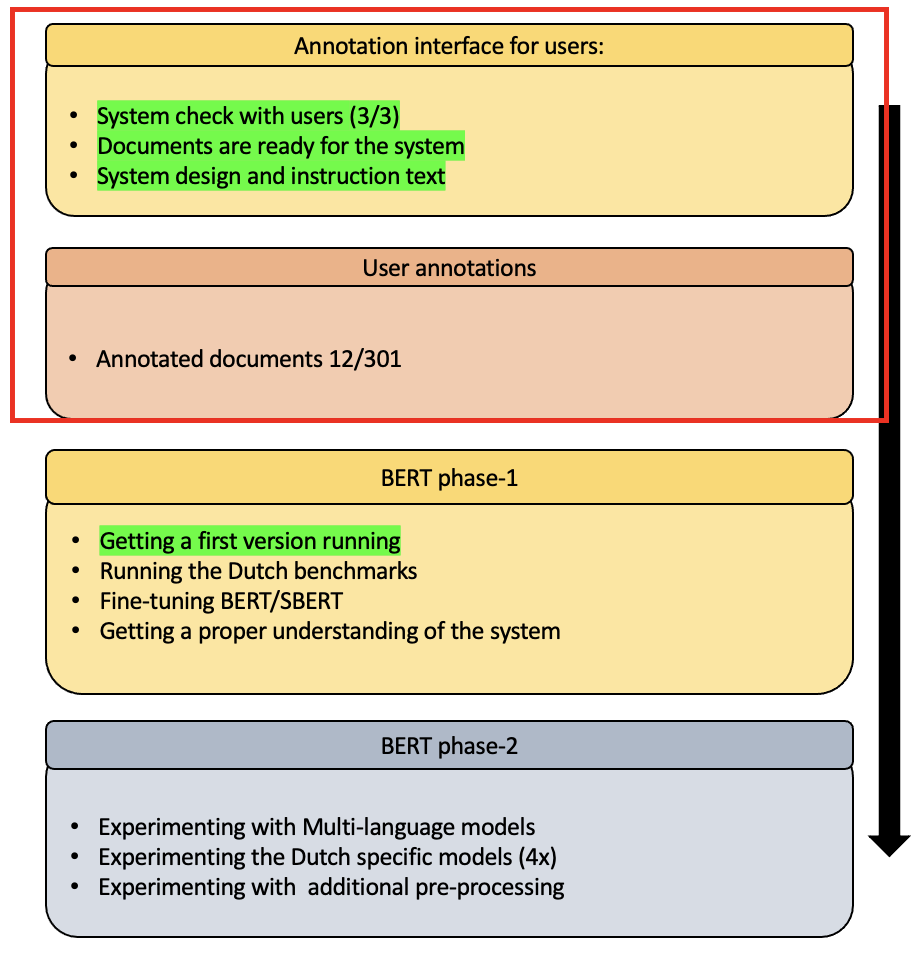 Annotation interface for users:
• System check with users (3/3)
• Documents are ready for the system
• System design and instruction text
User annotations
• Annotated documents 12/301
BERT phase-1
• Getting a first version running
• Running the Dutch benchmarks
• Fine-tuning BERT/SBERT
• Getting a proper understanding of the system
BERT phase-2
• Experimenting with Multi-language models
• Experimenting the Dutch specific models (4x)
• Experimenting with  additional pre-processing